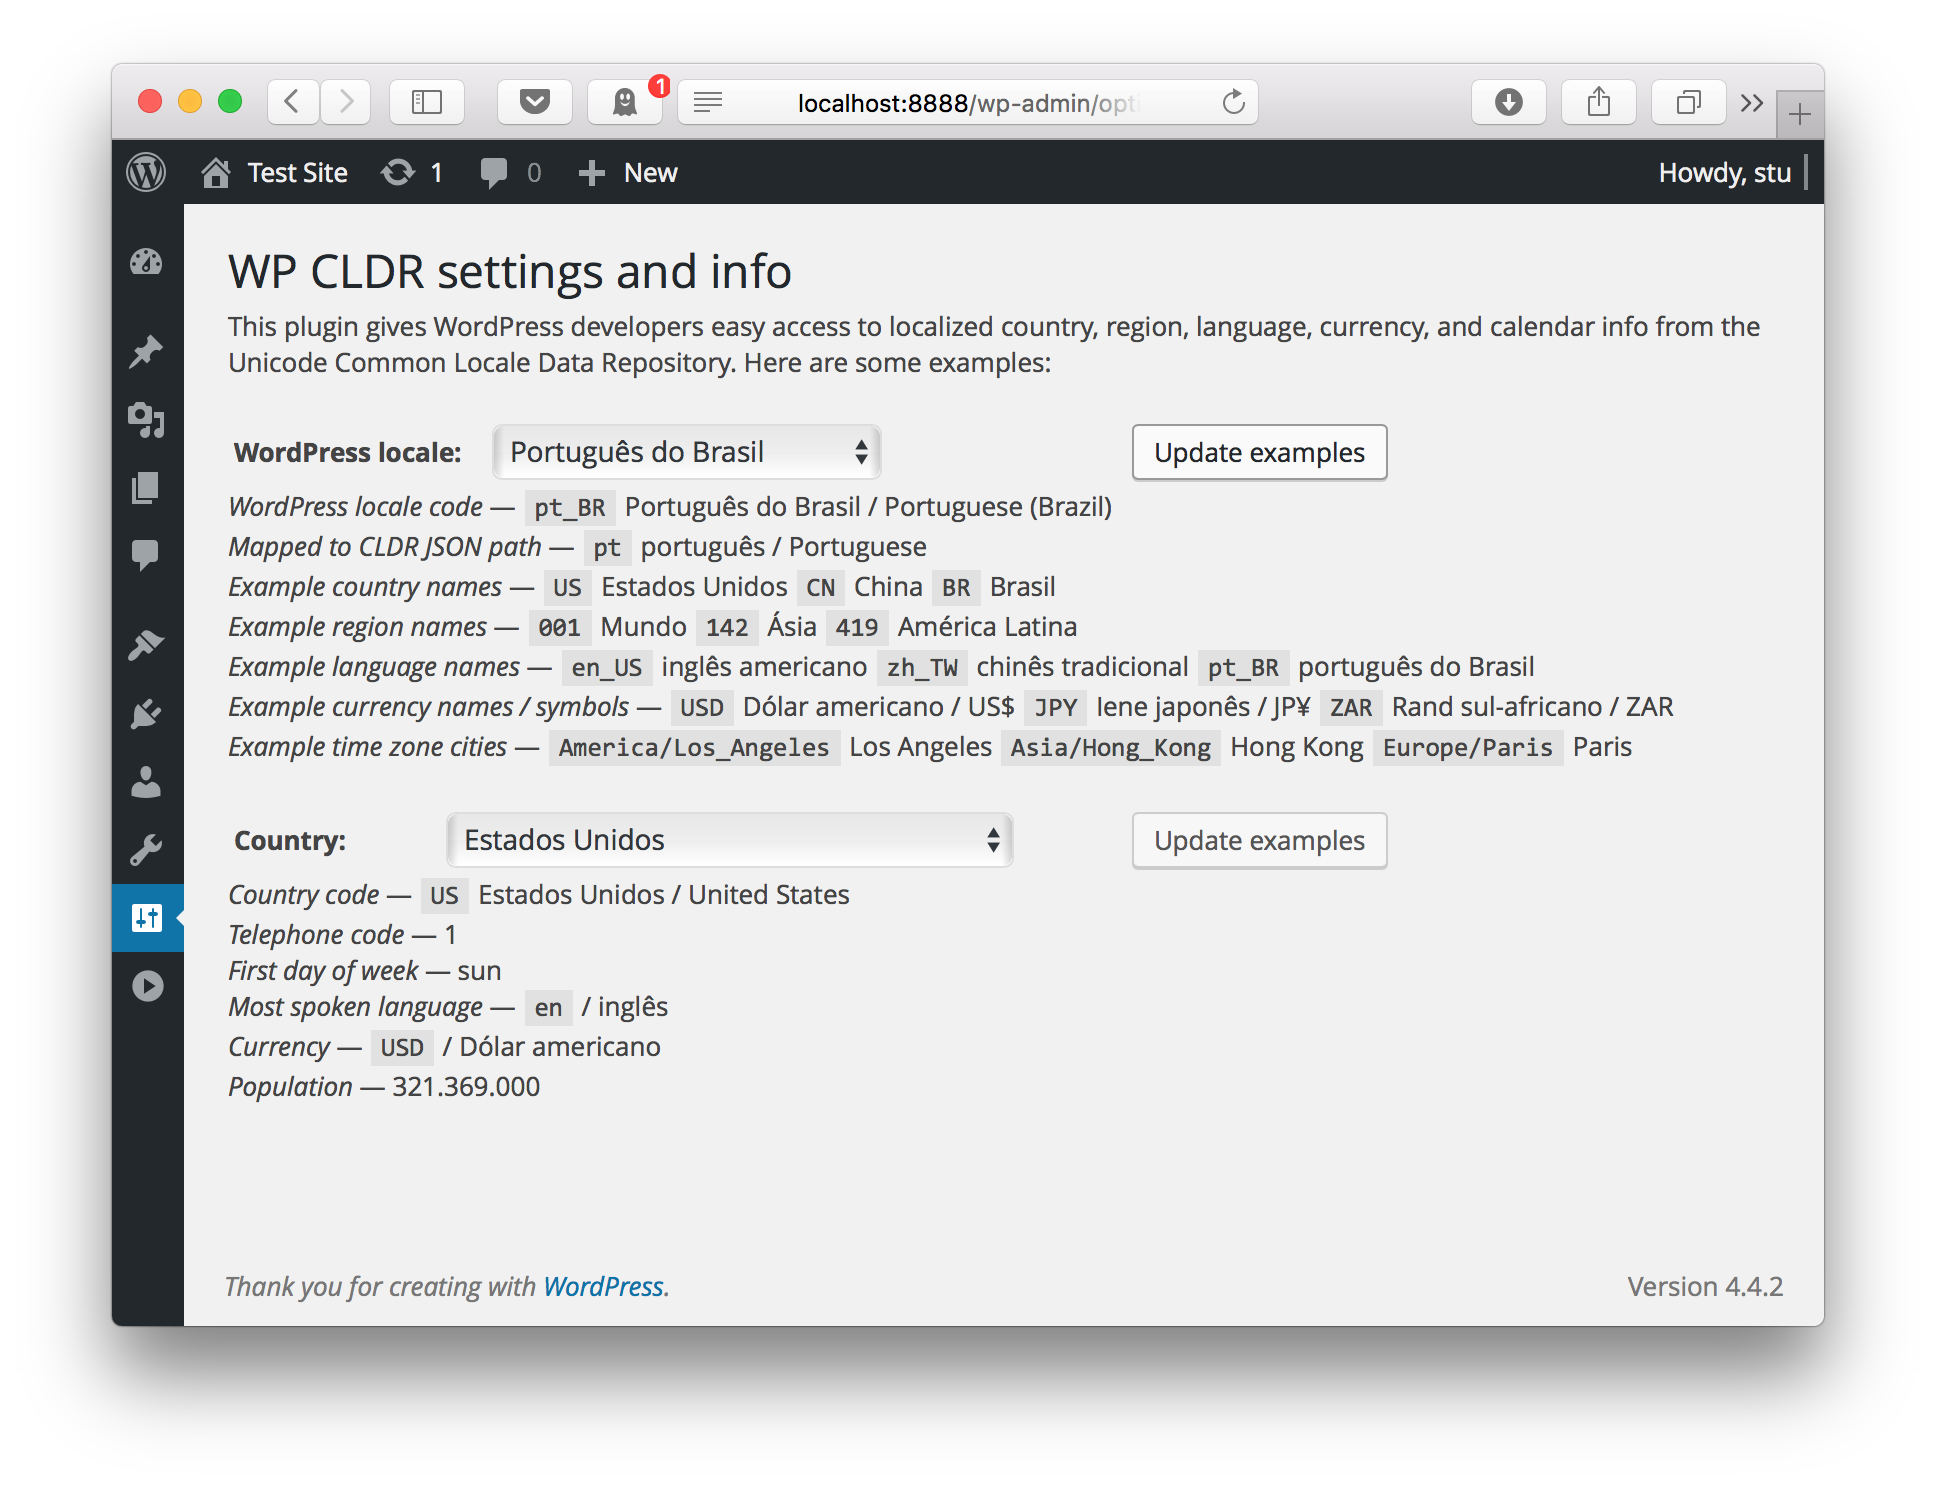 1
localhost:8888/wp-admin/opti
Test Site 1 0 New Howdy, stu
WP CLDR settings and info
This plugin gives WordPress developers easy access to localized country, region, language, currency, and calendar info from the
Unicode Common Locale Data Repository. Here are some examples:
WordPress locale: Português do Brasil Update examples
WordPress locale code — pt_BR Português do Brasil / Portuguese (Brazil)
Mapped to CLDR JSON path — pt português / Portuguese
Example country names — US Estados Unidos CN China BR Brasil
Example region names — 001 Mundo 142 Ásia 419 América Latina
Example language names — en_US inglês americano zh_TW chinês tradicional pt_BR português do Brasil
Example currency names / symbols — USD Dólar americano / US$ JPY Iene japonês / JP¥ ZAR Rand sul-africano / ZAR
Example time zone cities — America/Los_Angeles Los Angeles Asia/Hong_Kong Hong Kong Europe/Paris Paris
Country: Estados Unidos Update examples
Country code — US Estados Unidos / United States
Telephone code — 1
First day of week — sun
Most spoken language — en / inglês
Currency — USD / Dólar americano
Population — 321.369.000
Thank you for creating with WordPress. Version 4.4.2